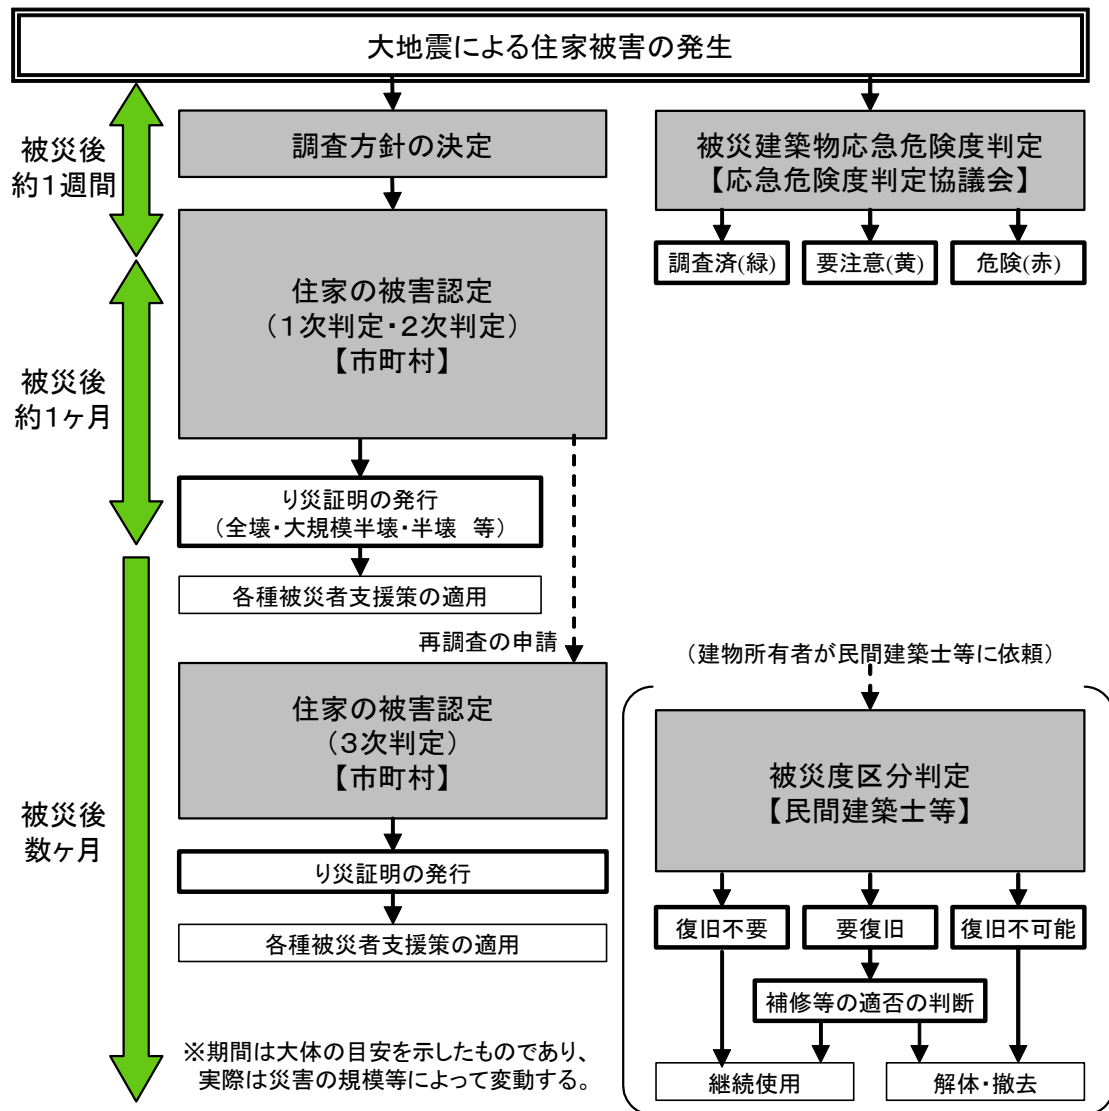 大地震による住家被害の発生
被災後
約１週間
調査方針の決定
被災建築物応急危険度判定
【応急危険度判定協議会】
調査済(緑)
要注意(黄)
危険(赤)
住家の被害認定
（１次判定・２次判定）
【市町村】
被災後
約１ヶ月
り災証明の発行
（全壊・大規模半壊・半壊　等）
各種被災者支援策の適用
再調査の申請
（建物所有者が民間建築士等に依頼）
住家の被害認定
（３次判定）
【市町村】
被災度区分判定
【民間建築士等】
被災後
数ヶ月
り災証明の発行
各種被災者支援策の適用
復旧不要
要復旧
復旧不可能
補修等の適否の判断
継続使用
解体・撤去
※期間は大体の目安を示したものであり、
実際は災害の規模等によって変動する。